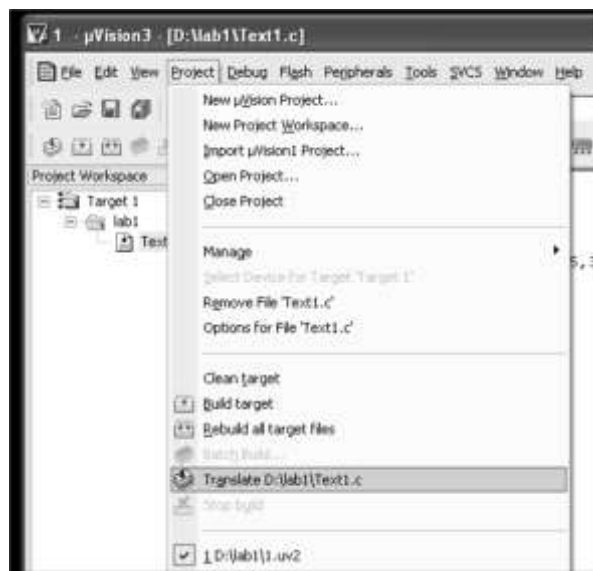 1 - µVision3 - [D:\lab1\Text1.c]
File Edit View Project Debug Flash Peripherals Tools SVCS Window Help
New µVision Project...
New Project Workspace...
Import µVision1 Project...
Open Project...
Close Project
Project Workspace
Target 1
lab1
Text
Manage
Select Device for Target 'Target 1'
Remove File 'Text1.c'
Options for File 'Text1.c'
Clean target
Build target
Rebuild all target files
Batch Build...
Translate D:\lab1\Text1.c
Stop build
1 D:\lab1\1.uv2